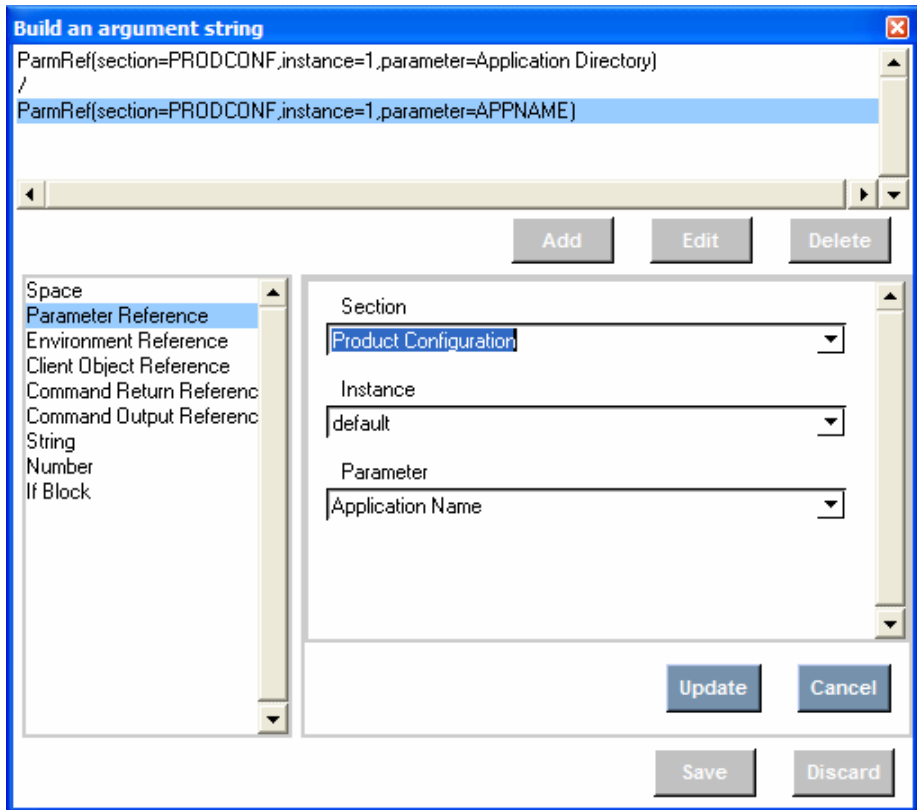 Build an argument string
ParmRef(section=PRODCONF,instance=1,parameter=Application Directory)
/
ParmRef(section=PRODCONF,instance=1,parameter=APPNAME)
Add Edit Delete
Space
Parameter Reference
Environment Reference
Client Object Reference
Command Return Referenc
Command Output Referenc
String
Number
If Block
Section
Product Configuration
Instance
default
Parameter
Application Name
Update Cancel
Save Discard